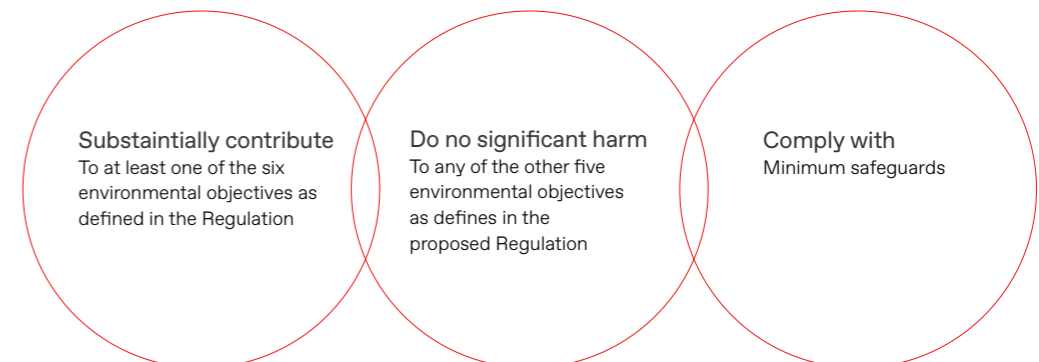 Substaintially contribute
To at least one of the six
environmental objectives as
defined in the Regulation
Do no significant harm
To any of the other five
environmental objectives
as defines in the
proposed Regulation
Comply with
Minimum safeguards